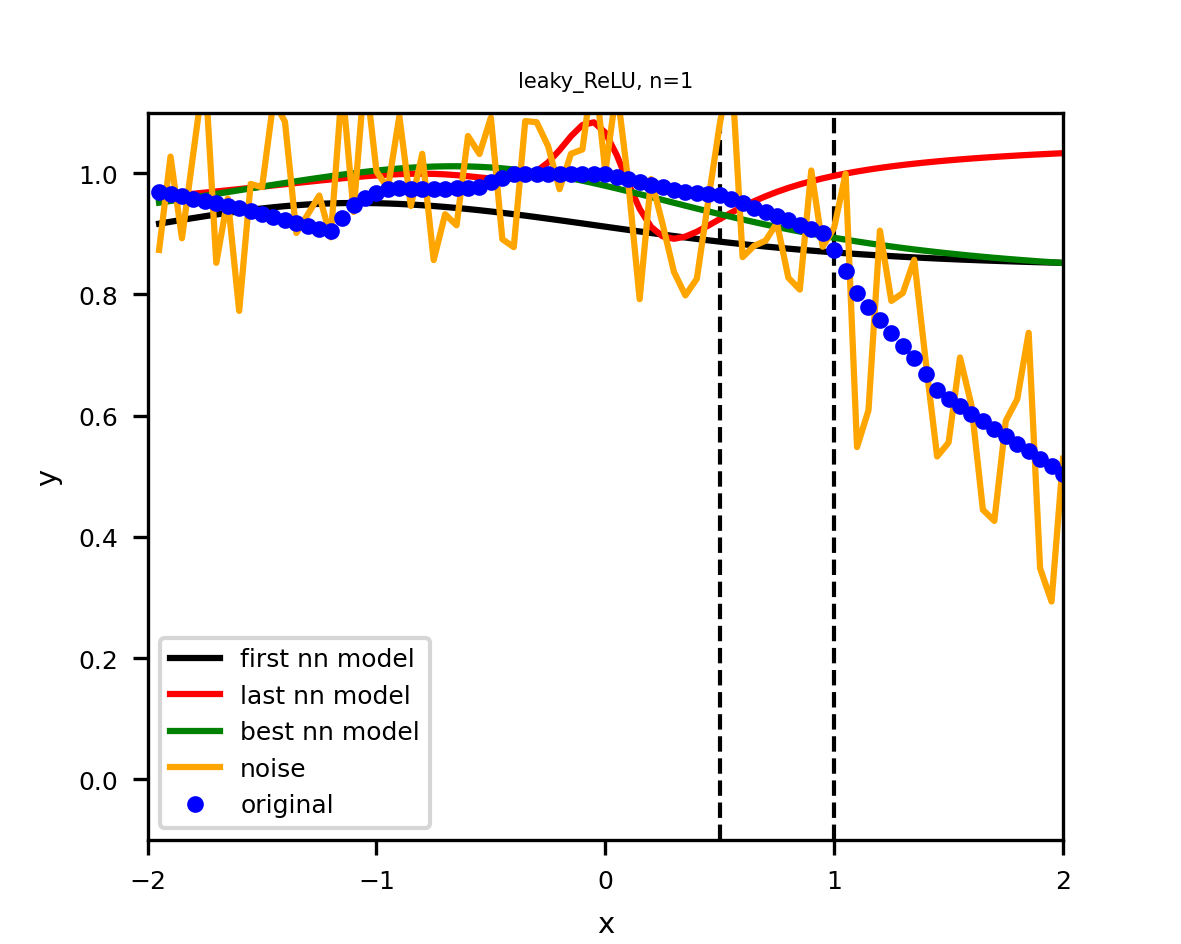 leaky_ReLU, n=1
y
1.0
0.8
0.6
0.4
0.2
0.0
first nn model
last nn model
best nn model
noise
original
−2
−1
0
1
2
x